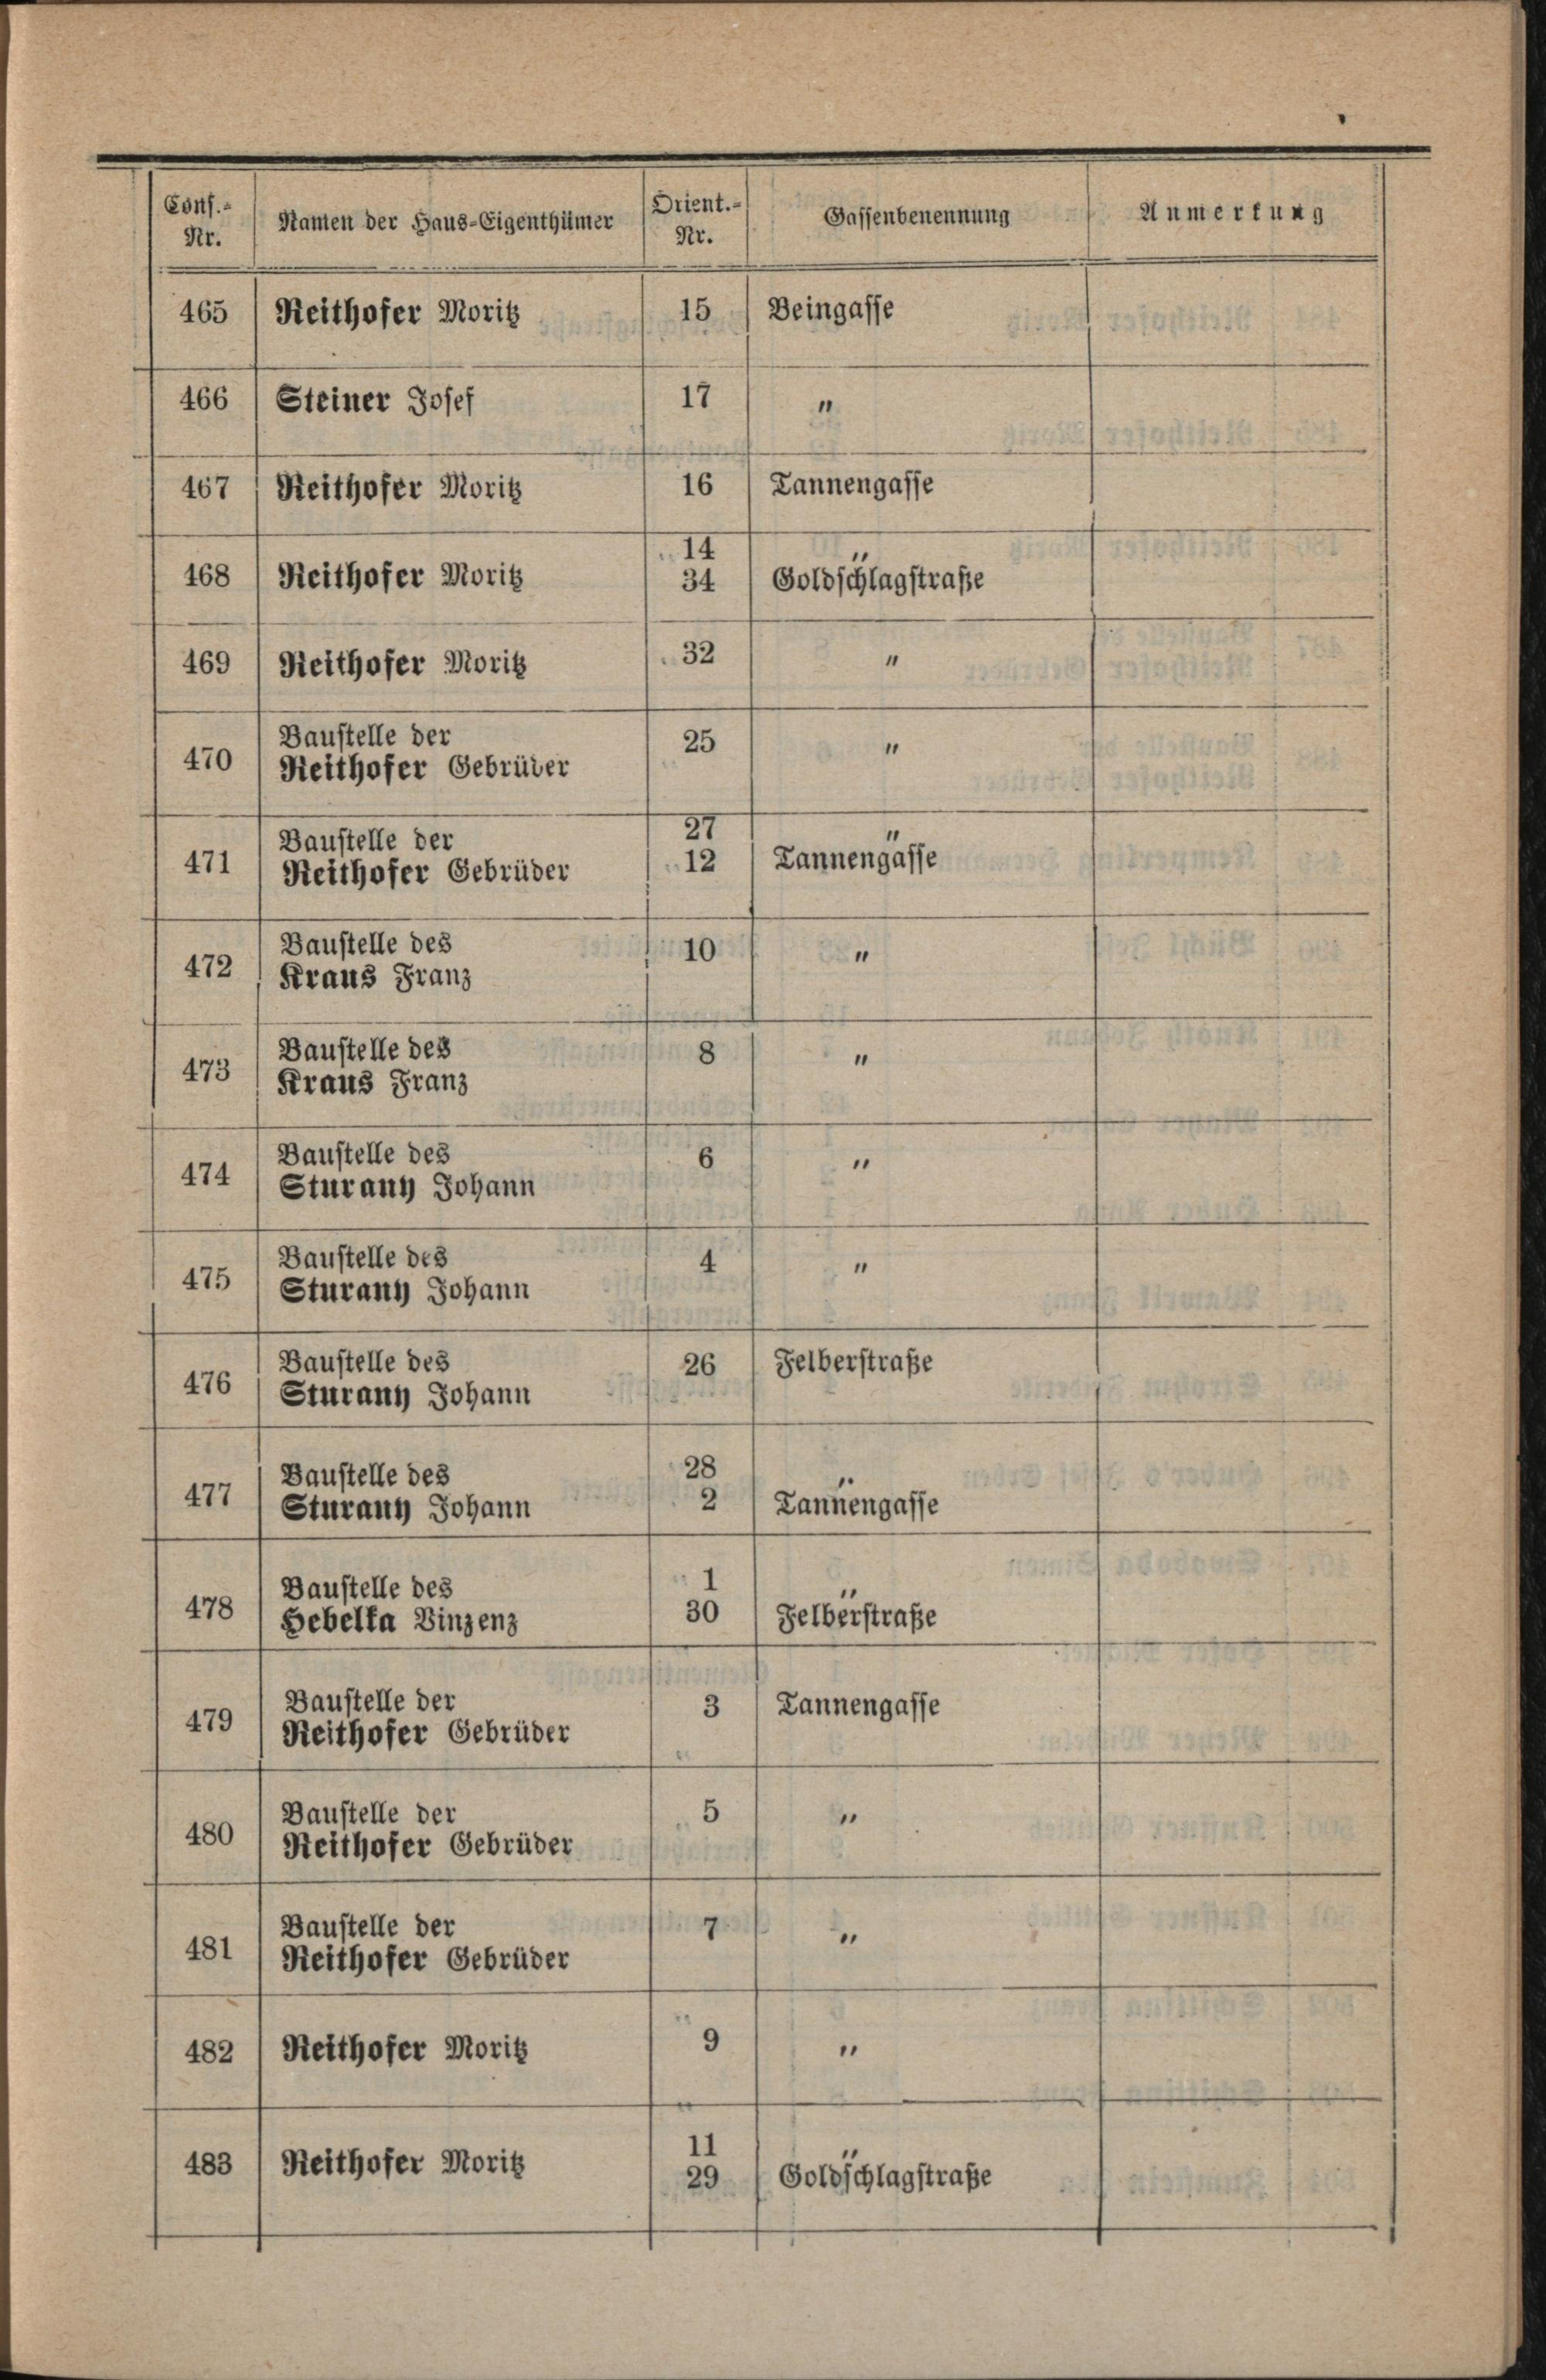 Conf.-Nr. Namen der Haus-Eigenthümer Orient.-Nr. Gassenbenennung Anmerkung
465 Reithofer Moritz 15 Beingasse
466 Steiner Josef 17 "
467 Reithofer Moritz 16 Tannengasse
14 "
468 Reithofer Moritz 34 Goldschlagstraße
469 Reithofer Moritz 32 "
Baustelle der 25 "
470 Reithofer Gebrüder
Baustelle der 27 "
471 Reithofer Gebrüder 12 Tannengasse
Baustelle des 10 "
472 Kraus Franz
Baustelle des 8 "
473 Kraus Franz
Baustelle des 6 "
474 Sturany Johann
Baustelle des 4 "
475 Sturany Johann
Baustelle des 26 Felberstraße
476 Sturany Johann
Baustelle des 28 "
477 Sturany Johann 2 Tannengasse
Baustelle des 1 "
478 Hebelka Vinzenz 30 Felberstraße
Baustelle der 3 Tannengasse
479 Reithofer Gebrüder
Baustelle der 5 "
480 Reithofer Gebrüder
Baustelle der 7 "
481 Reithofer Gebrüder
482 Reithofer Moritz 9 "
11 "
483 Reithofer Moritz 29 Goldschlagstraße